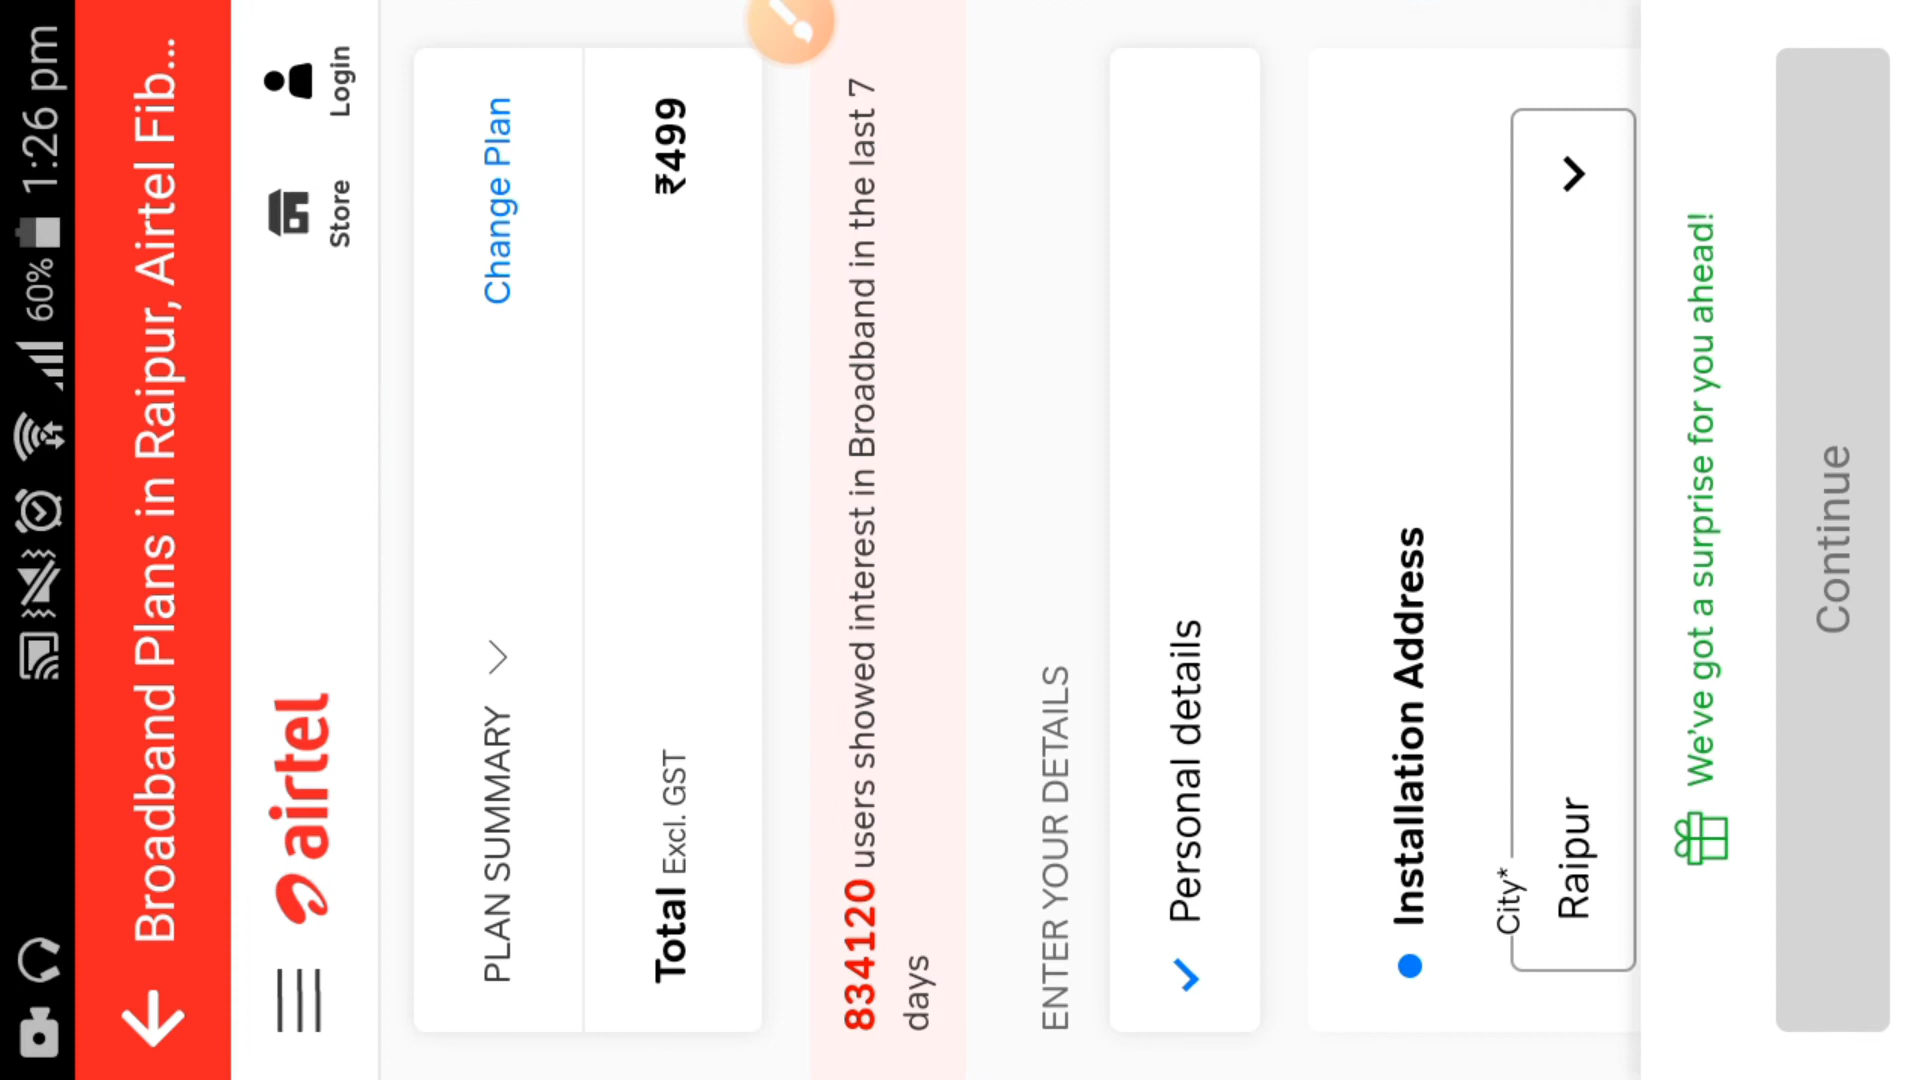 60% 1:26 pm
Broadband Plans in Raipur, Airtel Fib...
airtel
Store
Login
PLAN SUMMARY
Change Plan
Total Excl. GST
₹499
834120 users showed interest in Broadband in the last 7
days
ENTER YOUR DETAILS
Personal details
Installation Address
City*
Raipur
We've got a surprise for you ahead!
Continue